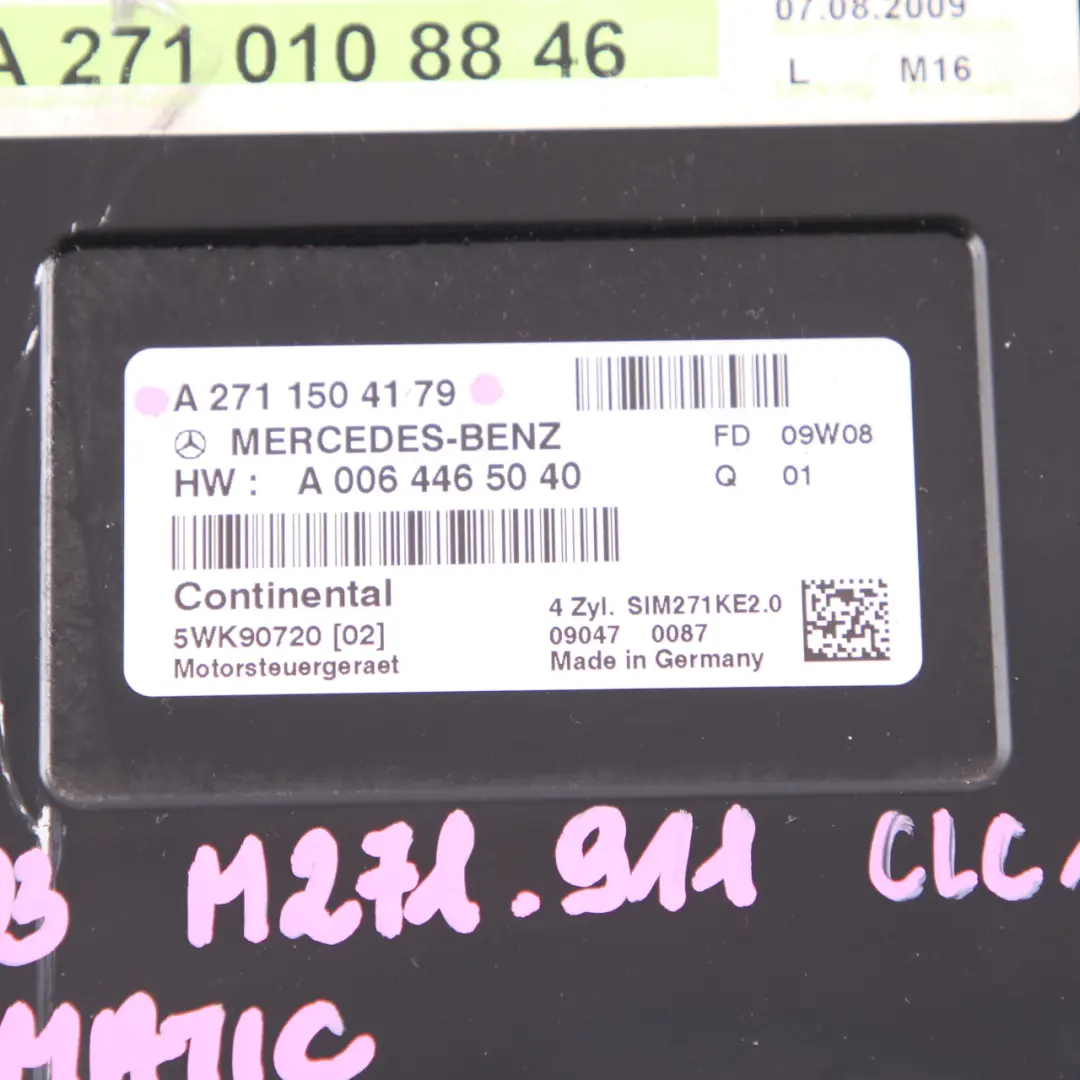 A 271 010 88 46
07.08.2009
L M16
A 271 150 41 79
MERCEDES-BENZ
FD 09W08
HW : A 006 446 50 40
Q 01
Continental
5WK90720 [02]
Motorsteuergeraet
4 Zyl. SIM271KE2.0
09047 0087
Made in Germany
03 M271.911 CLC
MATIC